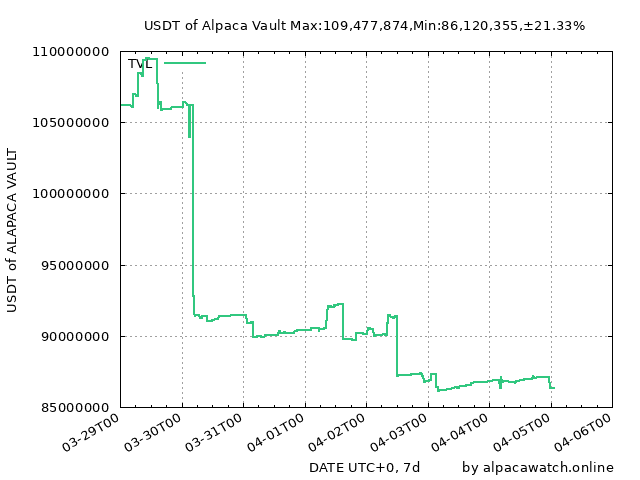 USDT of Alpaca Vault Max:109,477,874,Min:86,120,355,±21.33%
110000000
TVL
105000000
100000000
95000000
90000000
85000000
USDT of ALAPACA VAULT
03-29T00
03-30T00
03-31T00
04-01T00
04-02T00
04-03T00
04-04T00
04-05T00
04-06T00
DATE UTC+0, 7d
by alpacawatch.online